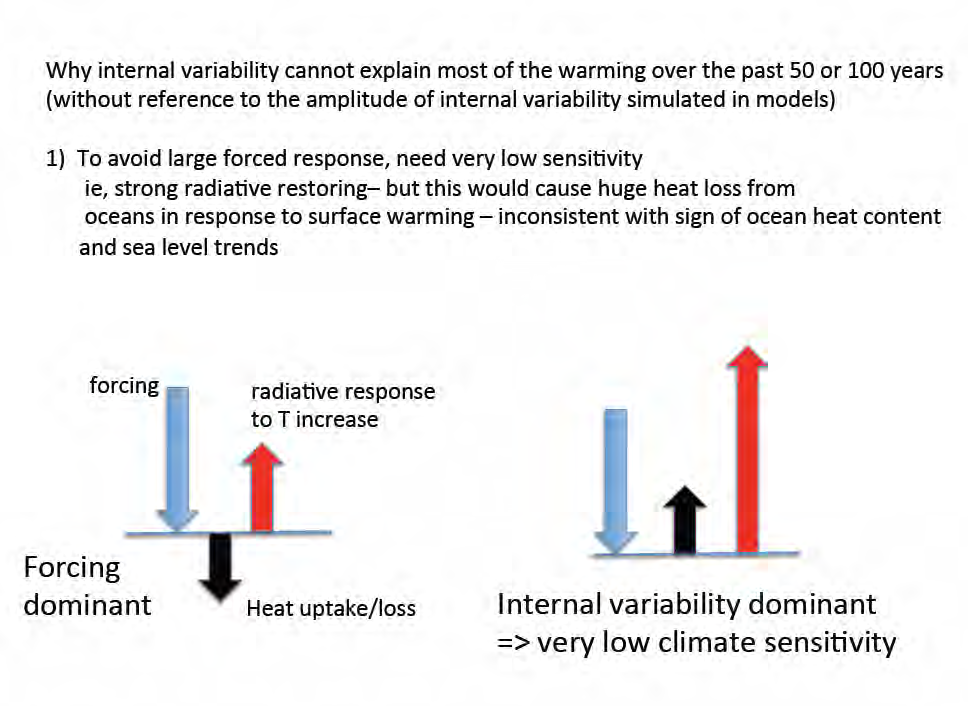 Why internal variability cannot explain most of the warming over the past 50 or 100 years
(without reference to the amplitude of internal variability simulated in models)
1) To avoid large forced response, need very low sensitivity
ie, strong radiative restoring– but this would cause huge heat loss from
oceans in response to surface warming – inconsistent with sign of ocean heat content
and sea level trends
forcing
radiative response
to T increase
Forcing
dominant
Heat uptake/loss
Internal variability dominant
=> very low climate sensitivity